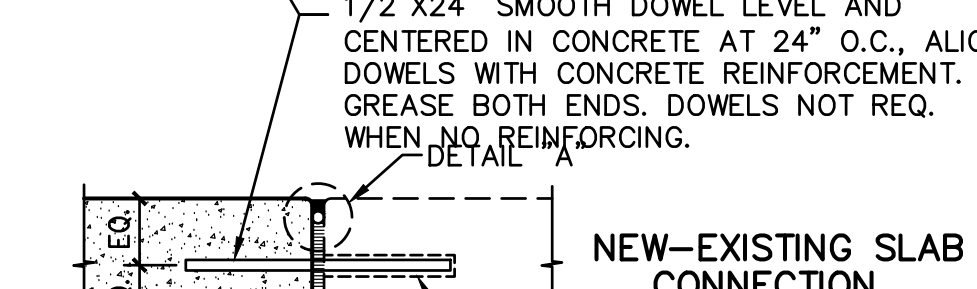 1/2"X24" SMOOTH DOWEL LEVEL AND
CENTERED IN CONCRETE AT 24" O.C.,
DOWELS WITH CONCRETE REINFORCEMENT.
GREASE BOTH ENDS. DOWELS NOT REQ.
WHEN NO REINFORCING.
DETAIL "A"
EQ.
NEW-EXISTING SLAB
CONNECTION